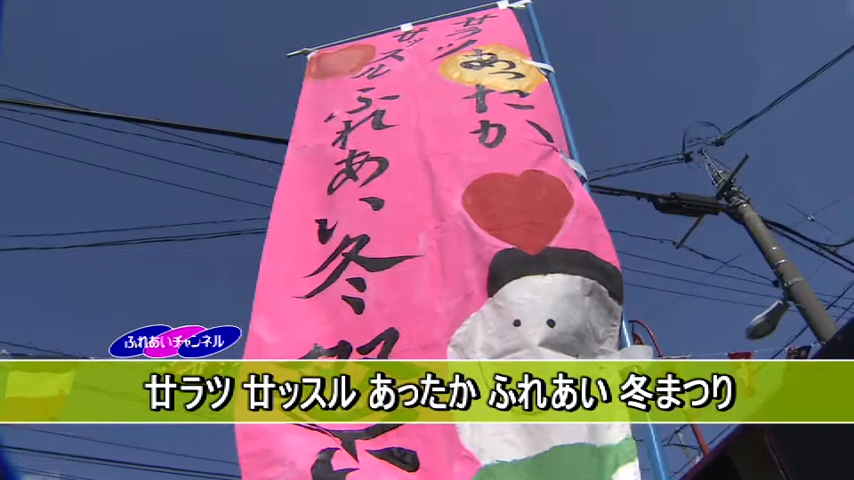 サラツ
あったか
サッスル
ふれあい冬
ふれあいチャンネル
サラツ サッスル あったか ふれあい 冬まつり